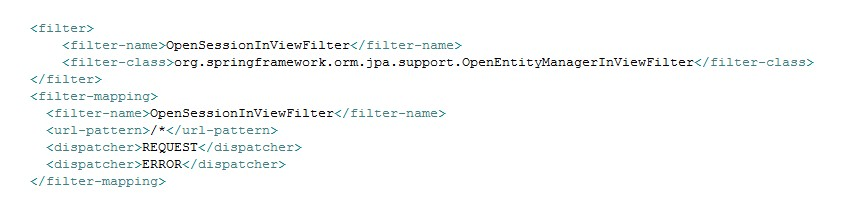 <filter>
    <filter-name>OpenSessionInViewFilter</filter-name>
    <filter-class>org.springframework.orm.jpa.support.OpenEntityManagerInViewFilter</filter-class>
</filter>
<filter-mapping>
  <filter-name>OpenSessionInViewFilter</filter-name>
  <url-pattern>/*</url-pattern>
  <dispatcher>REQUEST</dispatcher>
  <dispatcher>ERROR</dispatcher>
</filter-mapping>